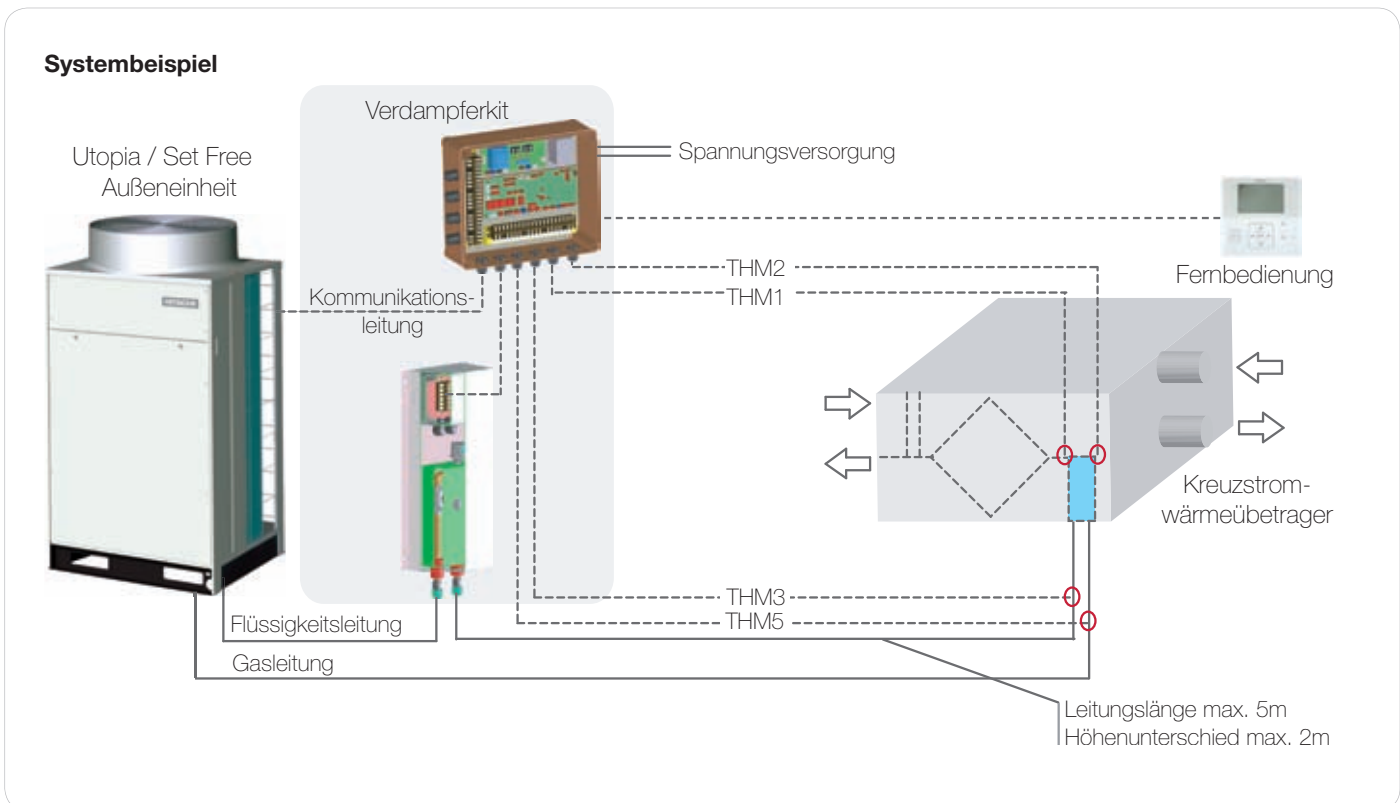 Systembeispiel
Verdampferkit
Utopia / Set Free
Außeneinheit
Spannungsversorgung
HITACHI
Kommunikations-
leitung
THM2
THM1
Fernbedienung
Kreuzstrom-
wärmeübetrager
THM3
THM5
Flüssigkeitsleitung
Gasleitung
Leitungslänge max. 5m
Höhenunterschied max. 2m